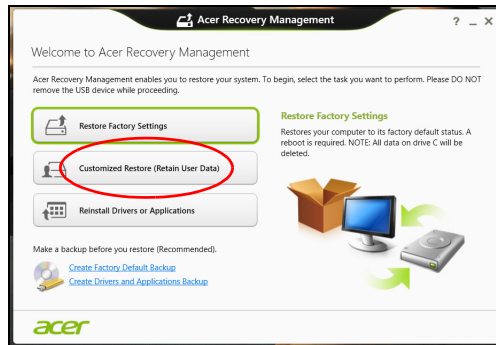 Acer Recovery Management
? _ X
Welcome to Acer Recovery Management
Acer Recovery Management enables you to restore your system. To begin, select the task you want to perform. Please DO NOT
remove the USB device while proceeding.
Restore Factory Settings
Customized Restore (Retain User Data)
Reinstall Drivers or Applications
Restore Factory Settings
Restores your computer to its factory default status. A
reboot is required. NOTE: All data on drive C will be
deleted.
Make a backup before you restore (Recommended).
Create Factory Default Backup
Create Drivers and Applications Backup
acer